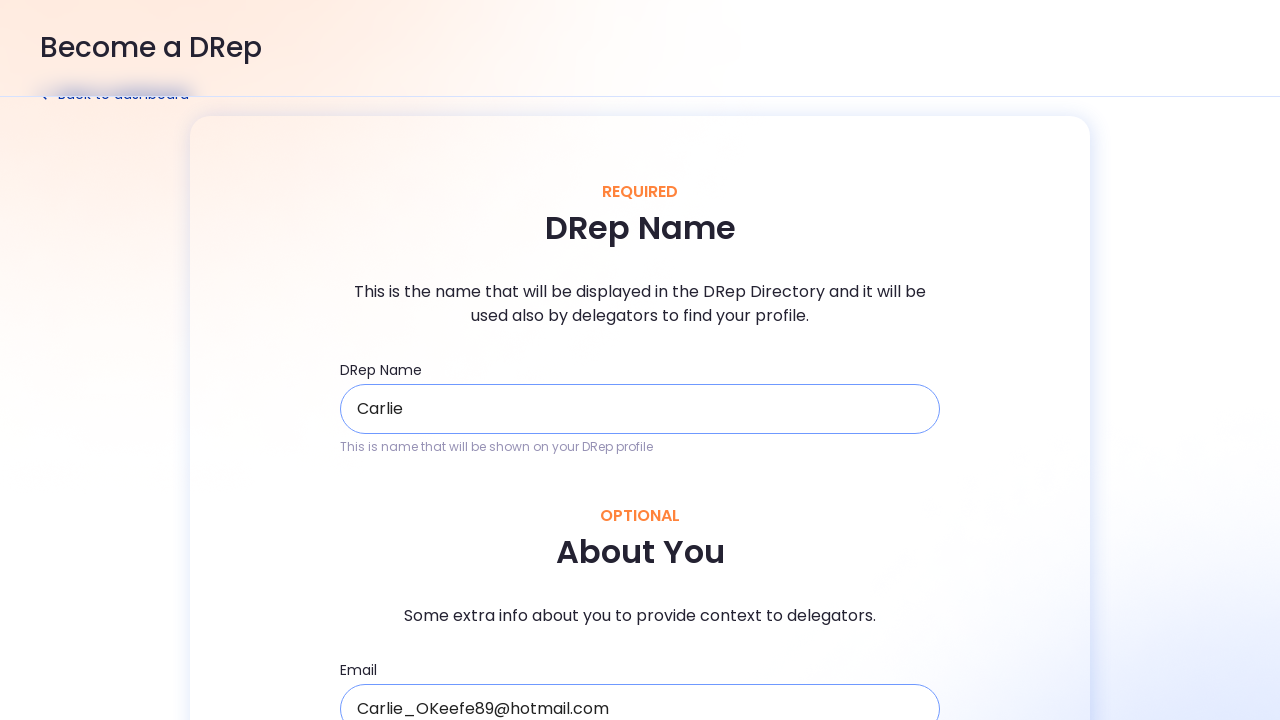 Become a DRep
Back to dashboard
REQUIRED
DRep Name
This is the name that will be displayed in the DRep Directory and it will be
used also by delegators to find your profile.
DRep Name
Carlie
This is name that will be shown on your DRep profile
OPTIONAL
About You
Some extra info about you to provide context to delegators.
Email
Carlie_OKeefe89@hotmail.com